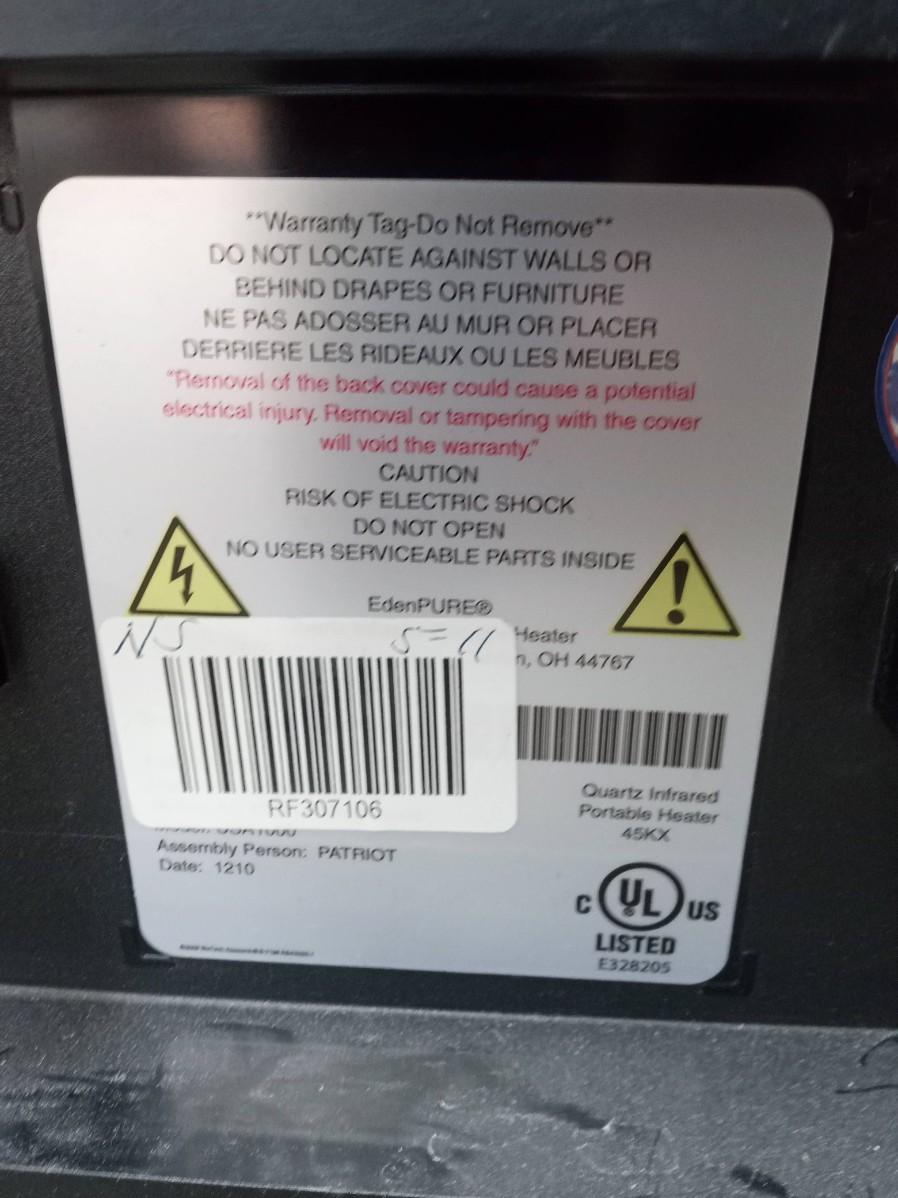 **Warranty Tag-Do Not Remove**
DO NOT LOCATE AGAINST WALLS OR
BEHIND DRAPES OR FURNITURE
NE PAS ADOSSER AU MUR OR PLACER
DERRIERE LES RIDEAUX OU LES MEUBLES
"Removal of the back cover could cause a potential
electrical injury. Removal or tampering with the cover
will void the warranty."
CAUTION
RISK OF ELECTRIC SHOCK
DO NOT OPEN
NO USER SERVICEABLE PARTS INSIDE
EdenPURE®
Heater
n, OH 44767
NS 5=11
RF307106
Quartz Infrared
Portable Heater
45KX
Model: USA1000
Assembly Person: PATRIOT
Date: 1210
C UL US
LISTED
E328205